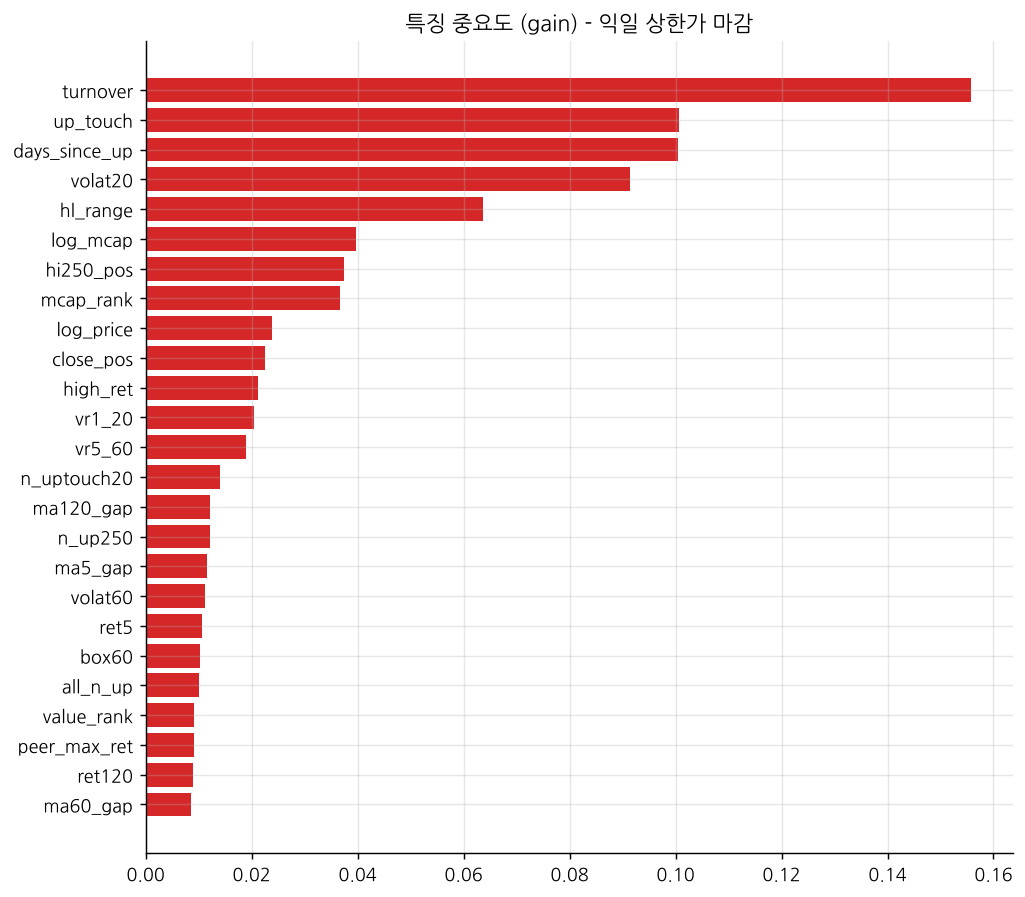 특징 중요도 (gain) - 익일 상한가 마감
turnover
up_touch
days_since_up
volat20
hl_range
log_mcap
hi250_pos
mcap_rank
log_price
close_pos
high_ret
vr1_20
vr5_60
n_uptouch20
ma120_gap
n_up250
ma5_gap
volat60
ret5
box60
all_n_up
value_rank
peer_max_ret
ret120
ma60_gap
0.00 0.02 0.04 0.06 0.08 0.10 0.12 0.14 0.16